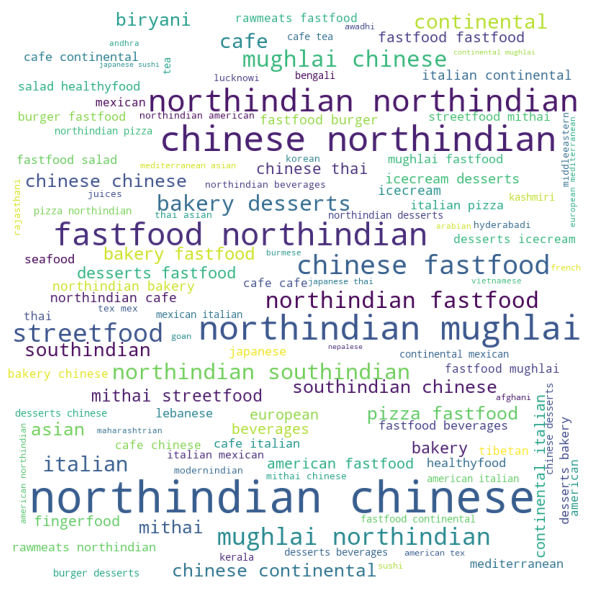 biryani
rawmeats fastfood
awadhi
continental
andhra
cafe
cafe tea
fastfood fastfood
cafe continental
japanese sushi
tea
mughlai chinese
continental mughlai
salad healthyfood
lucknowi
bengali
italian continental
mexican
northindian northindian
burger fastfood
northindian american
fastfood burger
streetfood mithai
northindian pizza
chinese northindian
middleeastern
european mediterranean
fastfood salad
mediterranean asian
korean
mughlai fastfood
chinese thai
chinese chinese
northindian beverages
icecream desserts
rajasthani
juices
icecream
bakery desserts
italian pizza
kashmiri
pizza northindian
thai asian
northindian desserts
fastfood northindian
arabian
hyderabadi
desserts icecream
bakery fastfood
burmese
seafood
chinese fastfood
french
desserts fastfood
northindian bakery
cafe cafe
japanese thai
vietnamese
northindian cafe
northindian fastfood
tex mex
mexican italian
thai
streetfood
goan
northindian mughlai
nepalese
southindian
japanese
continental mexican
bakery chinese
northindian southindian
fastfood mughlai
mithai streetfood
southindian chinese
afghani
desserts chinese
lebanese
european
pizza fastfood
chinese desserts
american northindian
asian
maharashtrian
beverages
fastfood beverages
continental italian
desserts bakery
american
cafe chinese
cafe italian
bakery
tibetan
italian
italian mexican
modernindian
american fastfood
healthyfood
mithai chinese
american italian
northindian chinese
fingerfood
mithai
fastfood continental
mughlai northindian
rawmeats northindian
kerala
desserts beverages
american tex
mediterranean
burger desserts
chinese continental
sushi